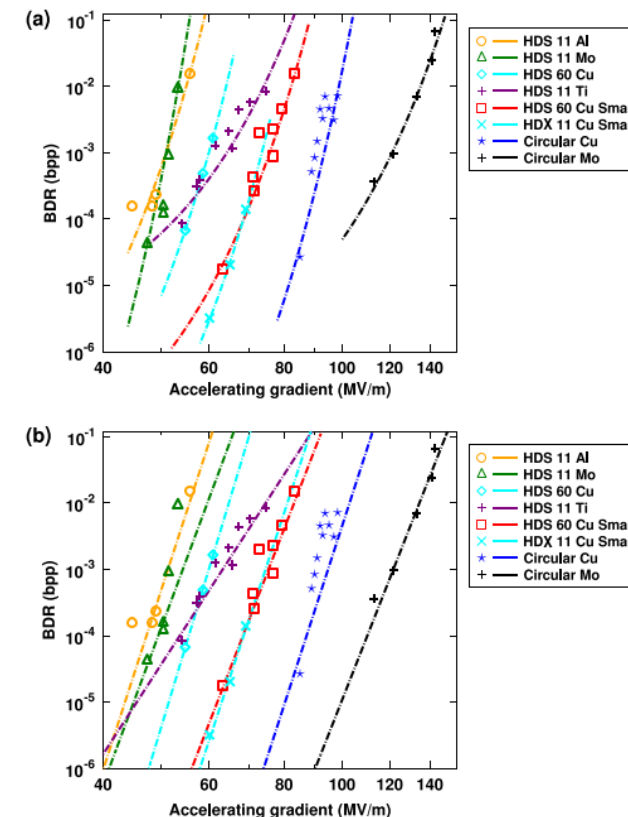 (a)
10^-1
10^-2
10^-3
10^-4
10^-5
10^-6
BDR (bpp)
40 60 80 100 120 140
Accelerating gradient (MV/m)
HDS 11 Al
HDS 11 Mo
HDS 60 Cu
HDS 11 Ti
HDS 60 Cu Sma
HDX 11 Cu Sma
Circular Cu
Circular Mo
(b)
10^-1
10^-2
10^-3
10^-4
10^-5
10^-6
BDR (bpp)
40 60 80 100 120 140
Accelerating gradient (MV/m)
HDS 11 Al
HDS 11 Mo
HDS 60 Cu
HDS 11 Ti
HDS 60 Cu Sma
HDX 11 Cu Sma
Circular Cu
Circular Mo